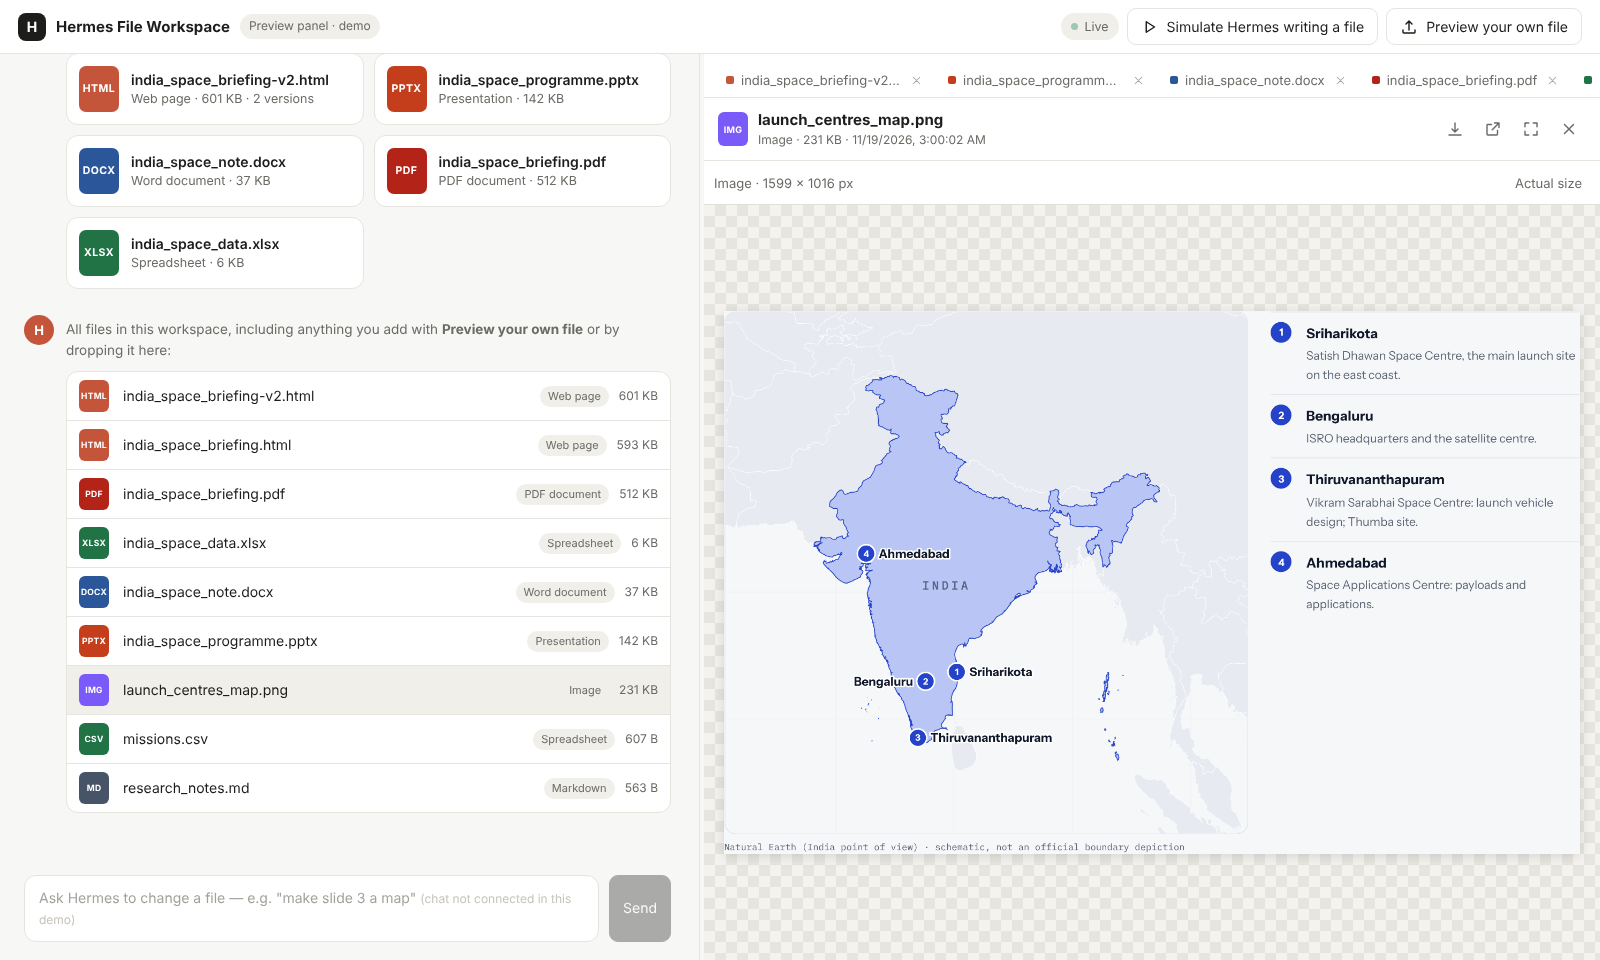 H Hermes File Workspace Preview panel · demo
Live Simulate Hermes writing a file Preview your own file
HTML india_space_briefing-v2.html
Web page · 601 KB · 2 versions
PPTX india_space_programme.pptx
Presentation · 142 KB
DOCX india_space_note.docx
Word document · 37 KB
PDF india_space_briefing.pdf
PDF document · 512 KB
XLSX india_space_data.xlsx
Spreadsheet · 6 KB
H All files in this workspace, including anything you add with Preview your own file or by
dropping it here:
HTML india_space_briefing-v2.html Web page 601 KB
HTML india_space_briefing.html Web page 593 KB
PDF india_space_briefing.pdf PDF document 512 KB
XLSX india_space_data.xlsx Spreadsheet 6 KB
DOCX india_space_note.docx Word document 37 KB
PPTX india_space_programme.pptx Presentation 142 KB
IMG launch_centres_map.png Image 231 KB
CSV missions.csv Spreadsheet 607 B
MD research_notes.md Markdown 563 B
Ask Hermes to change a file — e.g. "make slide 3 a map" (chat not connected in this
demo)
Send
india_space_briefing-v2... india_space_programm... india_space_note.docx india_space_briefing.pdf
IMG launch_centres_map.png
Image · 231 KB · 11/19/2026, 3:00:02 AM
Image · 1599 × 1016 px Actual size
4 Ahmedabad
INDIA
1 Sriharikota
Bengaluru 2
3 Thiruvananthapuram
Natural Earth (India point of view) · schematic, not an official boundary depiction
1 Sriharikota
Satish Dhawan Space Centre, the main launch site
on the east coast.
2 Bengaluru
ISRO headquarters and the satellite centre.
3 Thiruvananthapuram
Vikram Sarabhai Space Centre: launch vehicle
design; Thumba site.
4 Ahmedabad
Space Applications Centre: payloads and
applications.